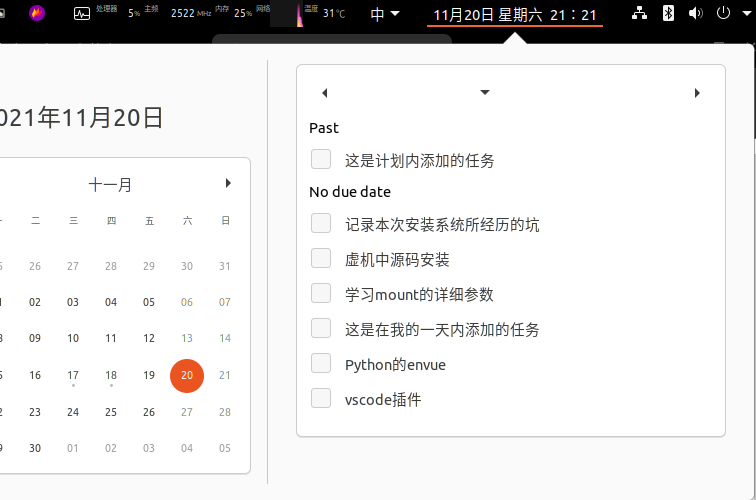 处理器 5% 主频 2522 MHz 内存 25% 网络 温度 31°C 中 11月20日 星期六 21：21
021年11月20日
十一月
二 三 四 五 六 日
26 27 28 29 30 31
02 03 04 05 06 07
09 10 11 12 13 14
16 17 18 19 20 21
23 24 25 26 27 28
30 01 02 03 04 05
Past
这是计划内添加的任务
No due date
记录本次安装系统所经历的坑
虚机中源码安装
学习mount的详细参数
这是在我的一天内添加的任务
Python的envue
vscode插件